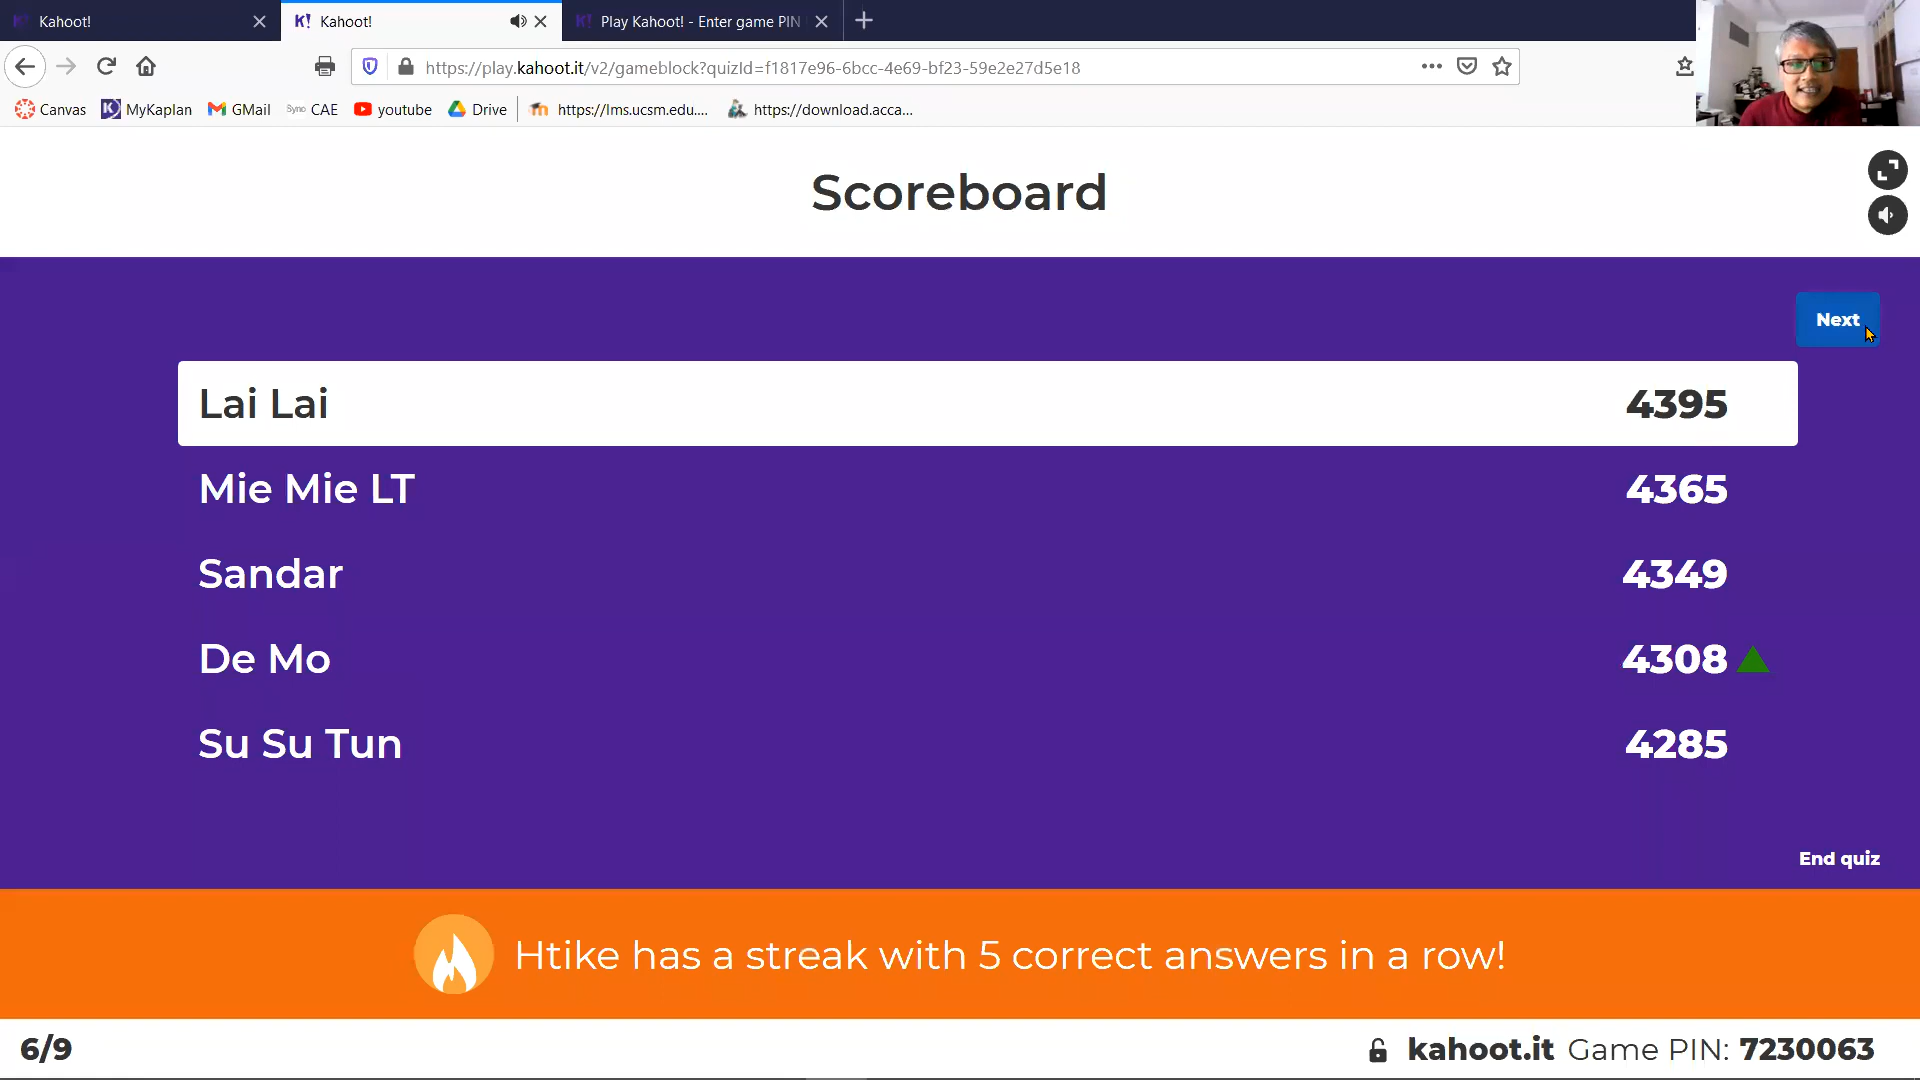 Kahoot!
Kahoot!
Play Kahoot! - Enter game PIN
https://play.kahoot.it/v2/gameblock?quizId=f1817e96-6bcc-4e69-bf23-59e2e27d5e18
Canvas MyKaplan GMail Sync CAE youtube Drive https://lms.ucsm.edu.... https://download.acca...
Scoreboard
Next
Lai Lai 4395
Mie Mie LT 4365
Sandar 4349
De Mo 4308
Su Su Tun 4285
End quiz
Htike has a streak with 5 correct answers in a row!
6/9 kahoot.it Game PIN: 7230063